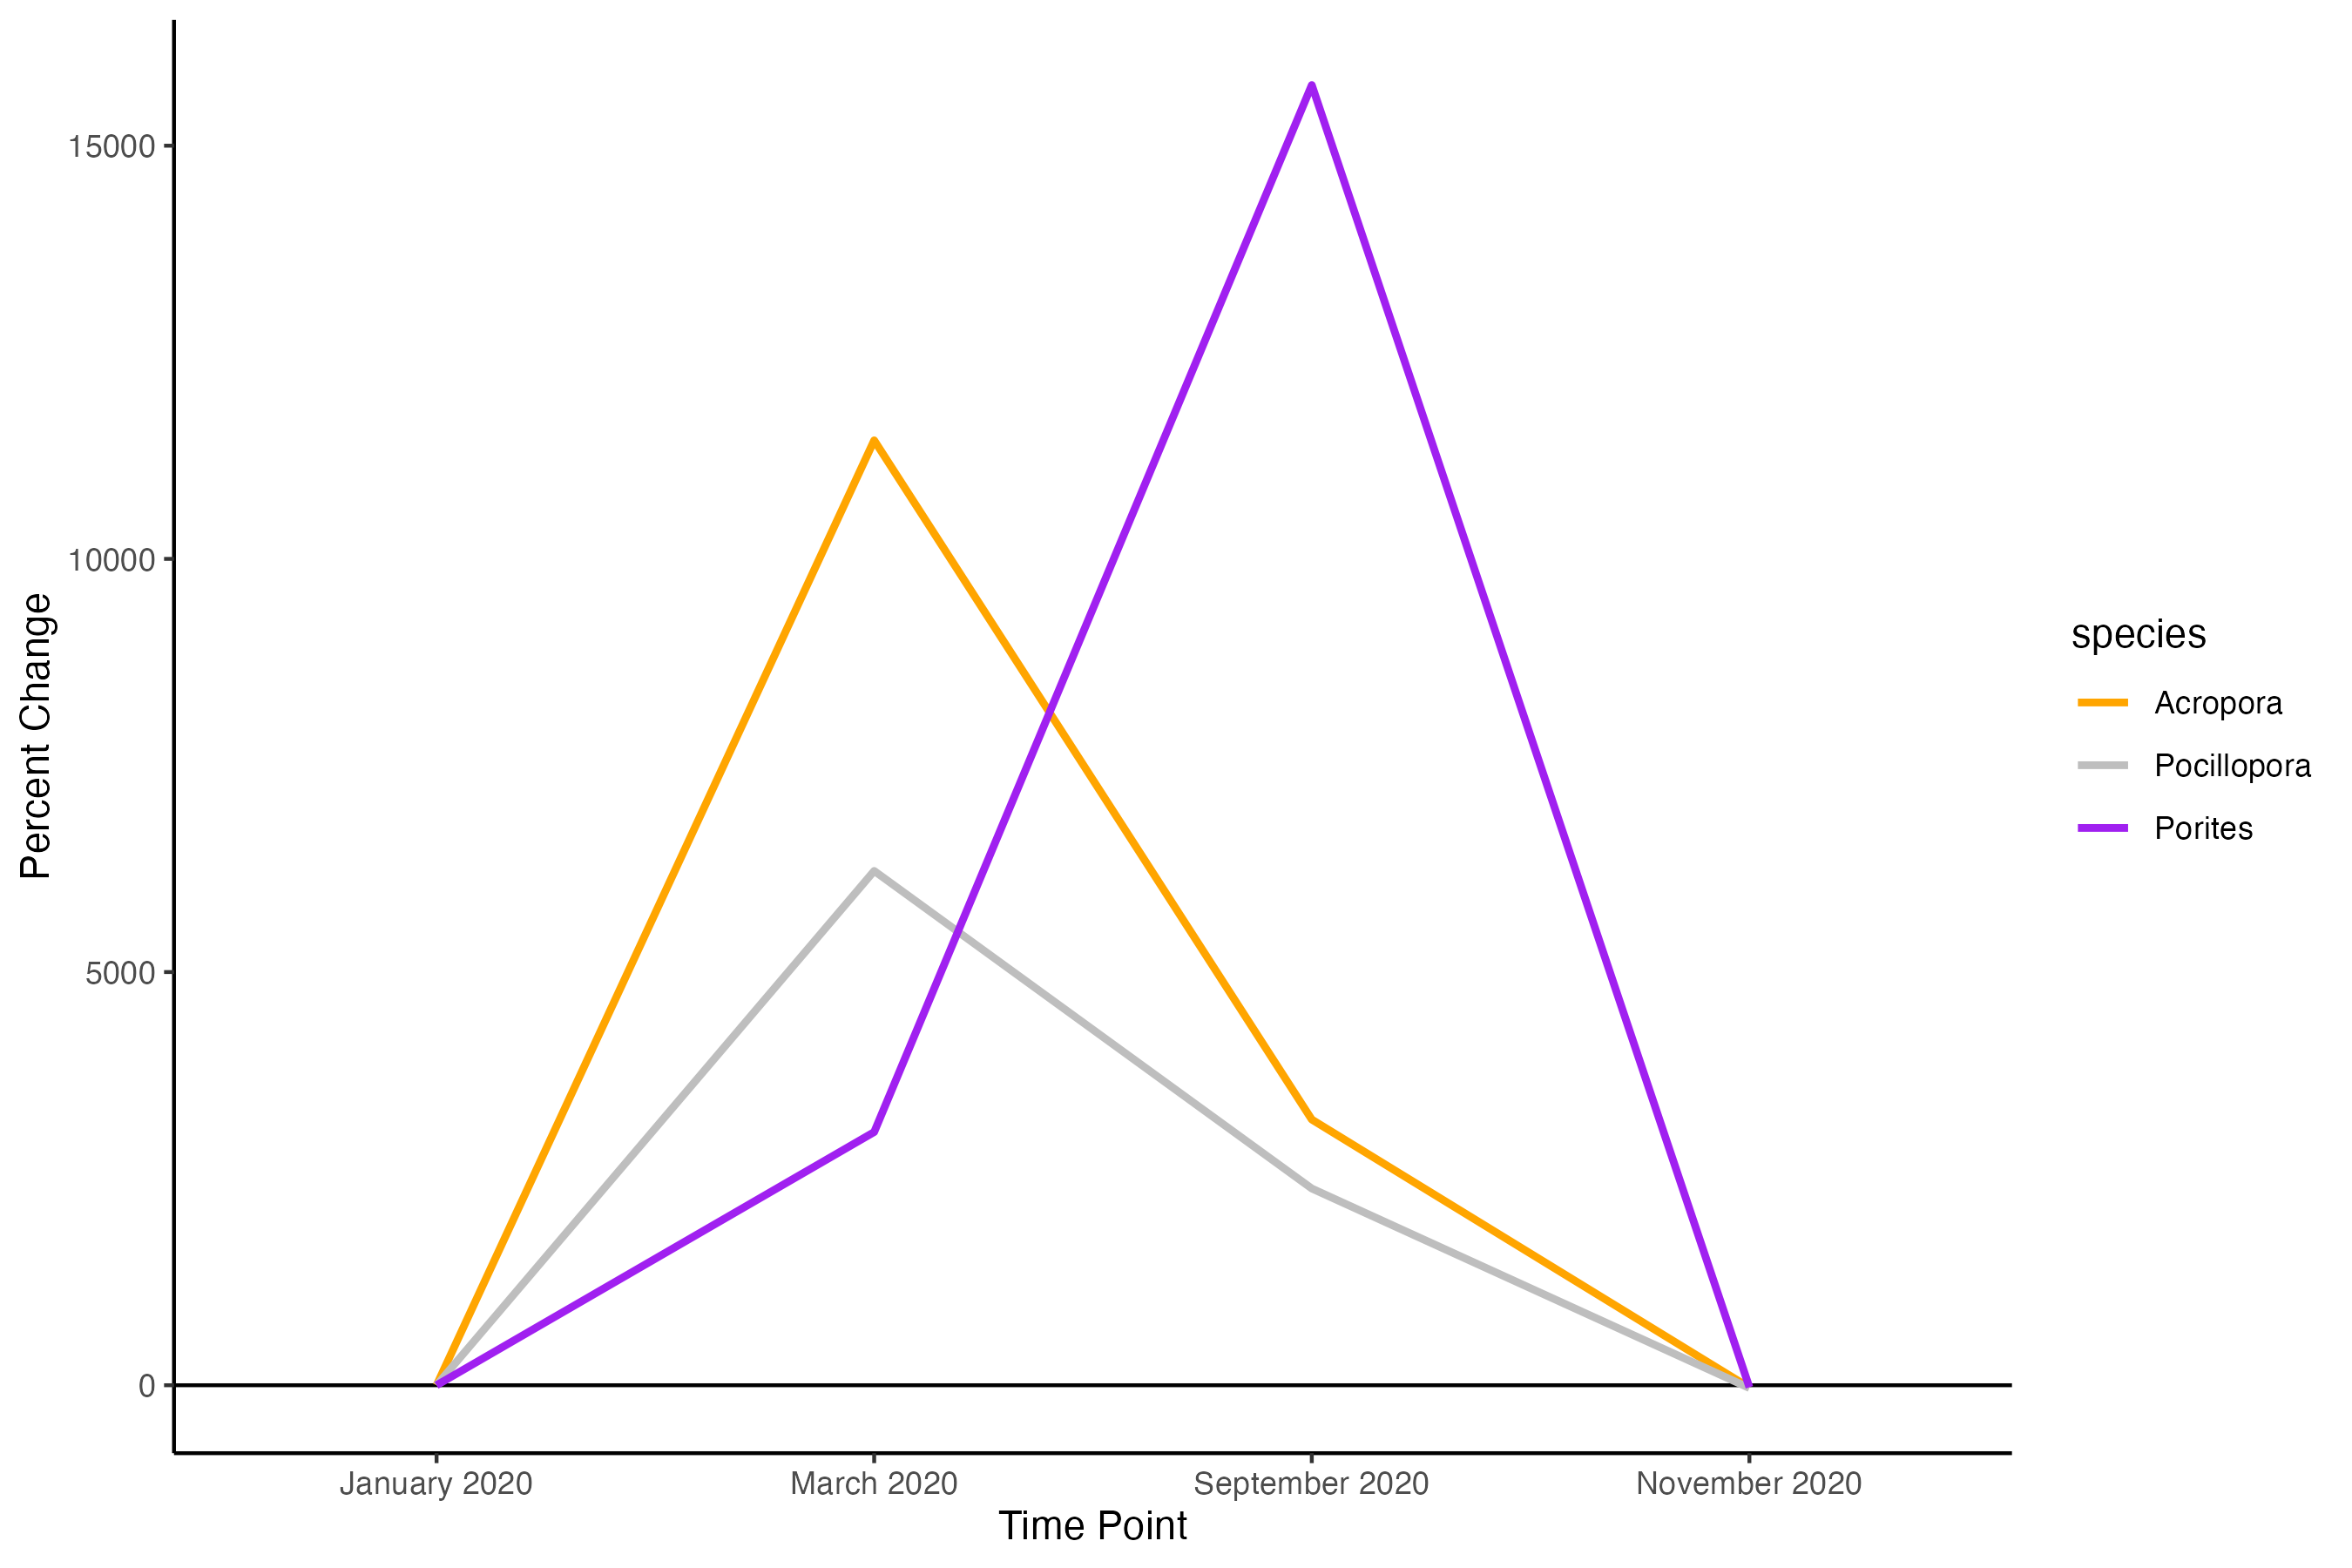 15000
10000
5000
0
Percent Change
January 2020
March 2020
September 2020
November 2020
Time Point
species
Acropora
Pocillopora
Porites